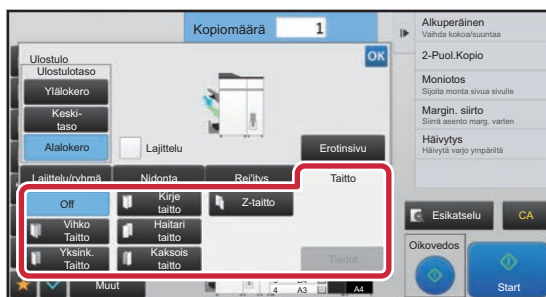 Kopiomäärä 1
OK
Ulostulo
Ulostulotaso
Ylälokero
Keski-
taso
Alalokero
Lajittelu
Erotinsivu
Lajittelu/ryhmä
Nidonta
Rei'itys
Taitto
Off
Kirje
taitto
Z-taitto
Vihko
Taitto
Haitari
taitto
Yksink.
Taitto
Kaksois
taitto
Tiedot
Muut
4 A3
A4
Alkuperäinen
Vaihda kokoa/suuntaa
2-Puol.Kopio
Moniotos
Sijoita monta sivua sivulle
Margin. siirto
Siirrä asento marg. varten
Häivytys
Häivytä varjo ympäriltä
Esikatselu
CA
Oikovedos
Start